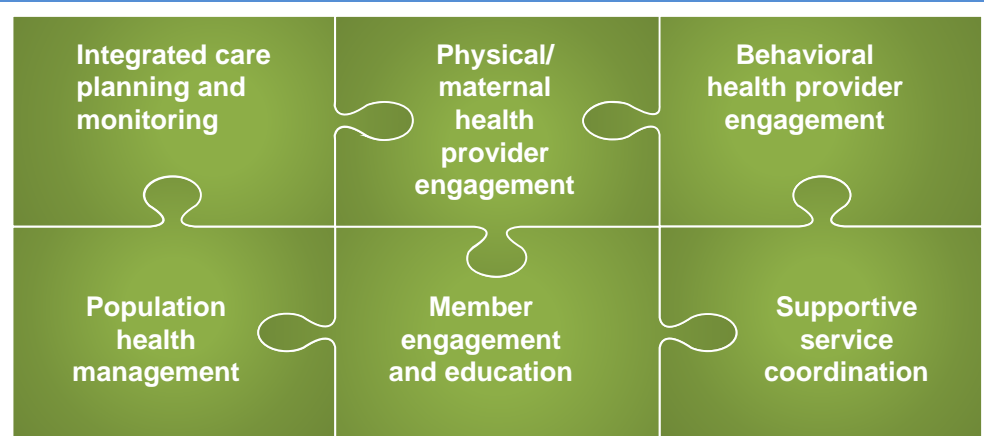 Integrated care
planning and
monitoring
Physical/
maternal
health
provider
engagement
Behavioral
health provider
engagement
Population
health
management
Member
engagement
and education
Supportive
service
coordination